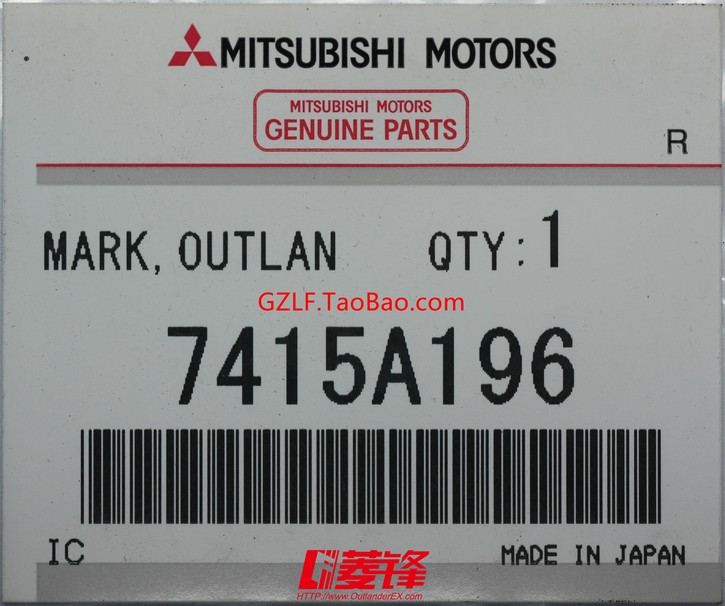 MITSUBISHI MOTORS
MITSUBISHI MOTORS
GENUINE PARTS
R
MARK, OUTLAN QTY: 1
GZLF.TaoBao.com
7415A196
IC
MADE IN JAPAN
菱锋
HTTP://www.OutlanderEX.com